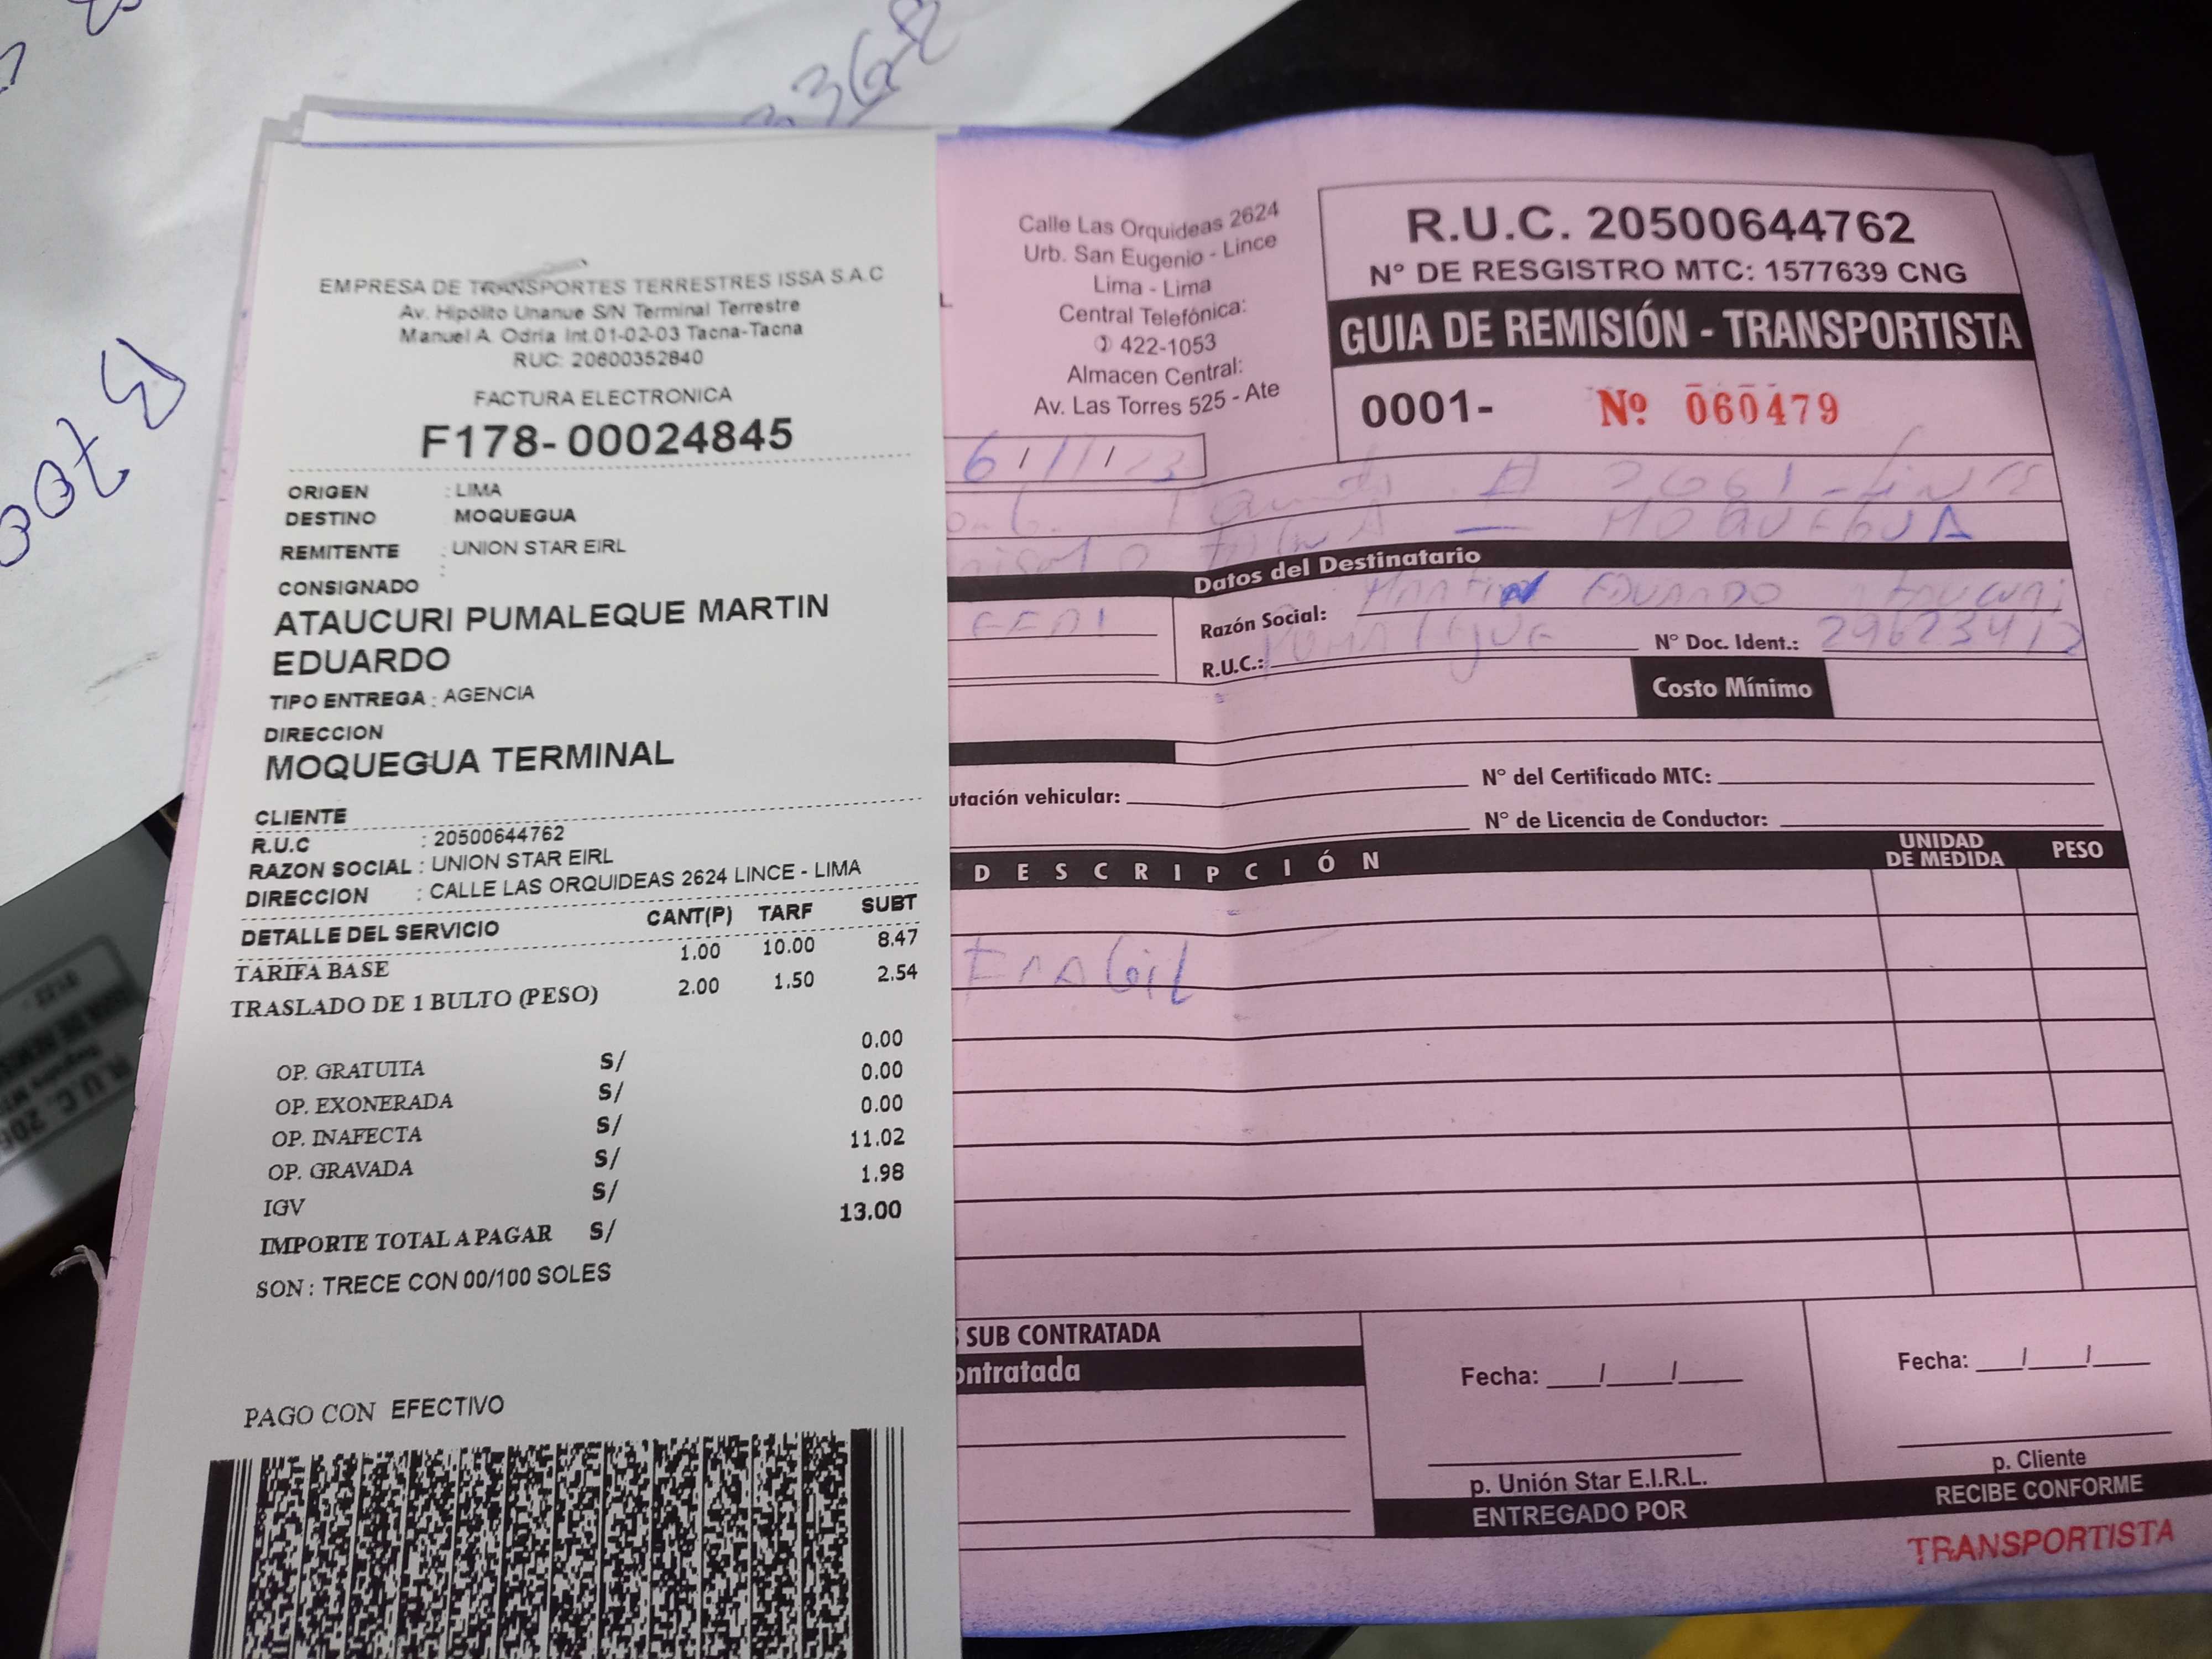 3368
B700
EMPRESA DE TRANSPORTES TERRESTRES ISSA S.A.C
Av. Hipólito Unanue S/N Terminal Terrestre
Manuel A. Odria Int.01-02-03 Tacna-Tacna
RUC: 20600352840
FACTURA ELECTRONICA
F178-00024845
ORIGEN : LIMA
DESTINO MOQUEGUA
REMITENTE : UNION STAR EIRL
CONSIGNADO :
ATAUCURI PUMALEQUE MARTIN
EDUARDO
TIPO ENTREGA : AGENCIA
DIRECCION
MOQUEGUA TERMINAL
CLIENTE
R.U.C : 20500644762
RAZON SOCIAL : UNION STAR EIRL
DIRECCION : CALLE LAS ORQUIDEAS 2624 LINCE - LIMA
DETALLE DEL SERVICIO CANT(P) TARF SUBT
TARIFA BASE 1.00 10.00 8.47
TRASLADO DE 1 BULTO (PESO) 2.00 1.50 2.54
OP. GRATUITA S/ 0.00
OP. EXONERADA S/ 0.00
OP. INAFECTA S/ 0.00
OP. GRAVADA S/ 11.02
IGV S/ 1.98
IMPORTE TOTAL A PAGAR S/ 13.00
SON : TRECE CON 00/100 SOLES
PAGO CON EFECTIVO
Calle Las Orquideas 2624
Urb. San Eugenio - Lince
Lima - Lima
Central Telefónica:
✆ 422-1053
Almacen Central:
Av. Las Torres 525 - Ate
R.U.C. 20500644762
N° DE RESGISTRO MTC: 1577639 CNG
GUIA DE REMISIÓN - TRANSPORTISTA
0001- Nº 060479
MOQUEGUA
Datos del Destinatario
Razón Social: MARTIN EDUARDO Ataucuri
R.U.C.: N° Doc. Ident.: 29623412
Costo Mínimo
utación vehicular: N° del Certificado MTC:
N° de Licencia de Conductor:
DESCRIPCIÓN UNIDAD DE MEDIDA PESO
FRAGIL
SUB CONTRATADA
ontratada
Fecha: / /
p. Unión Star E.I.R.L.
ENTREGADO POR
Fecha: / /
p. Cliente
RECIBE CONFORME
TRANSPORTISTA